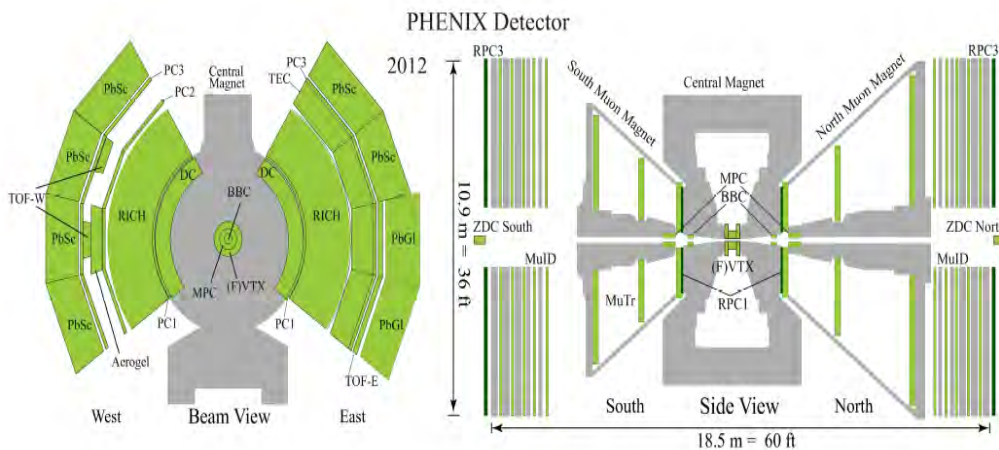 PHENIX Detector
2012
PC3
PC2
Central
Magnet
PC3
TEC
PbSc
PbSc
PbSc
PbSc
TOF-W
PbSc
PbSc
PbGl
PbGl
DC
DC
RICH
RICH
BBC
MPC
(F)VTX
PC1
PC1
Aerogel
TOF-E
West
Beam View
East
10.9 m = 36 ft
RPC3
RPC3
South Muon Magnet
Central Magnet
North Muon Magnet
MPC
BBC
ZDC South
ZDC Nort
MuID
MuID
(F)VTX
MuTr
RPC1
South
Side View
North
18.5 m = 60 ft